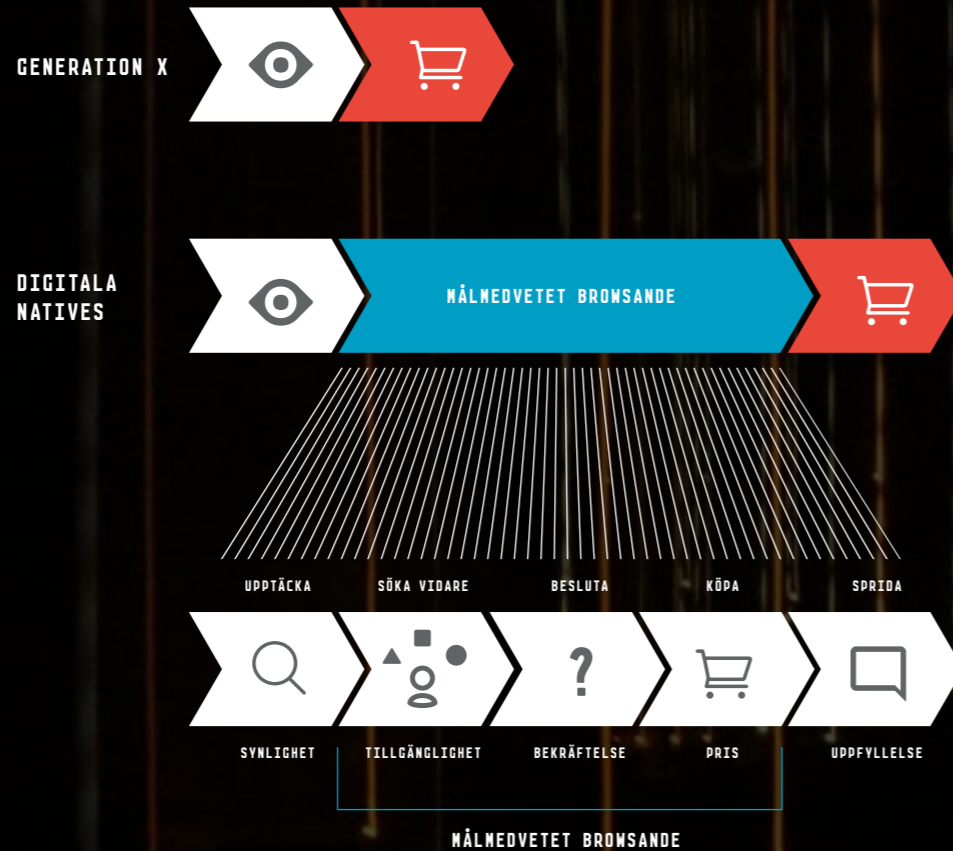 GENERATION X
DIGITALA
NATIVES
MÅLMEDVETET BROWSANDE
UPPTÄCKA
SÖKA VIDARE
BESLUTA
KÖPA
SPRIDA
?
SYNLIGHET
TILLGÄNGLIGHET
BEKRÄFTELSE
PRIS
UPPFYLLELSE
MÅLMEDVETET BROWSANDE